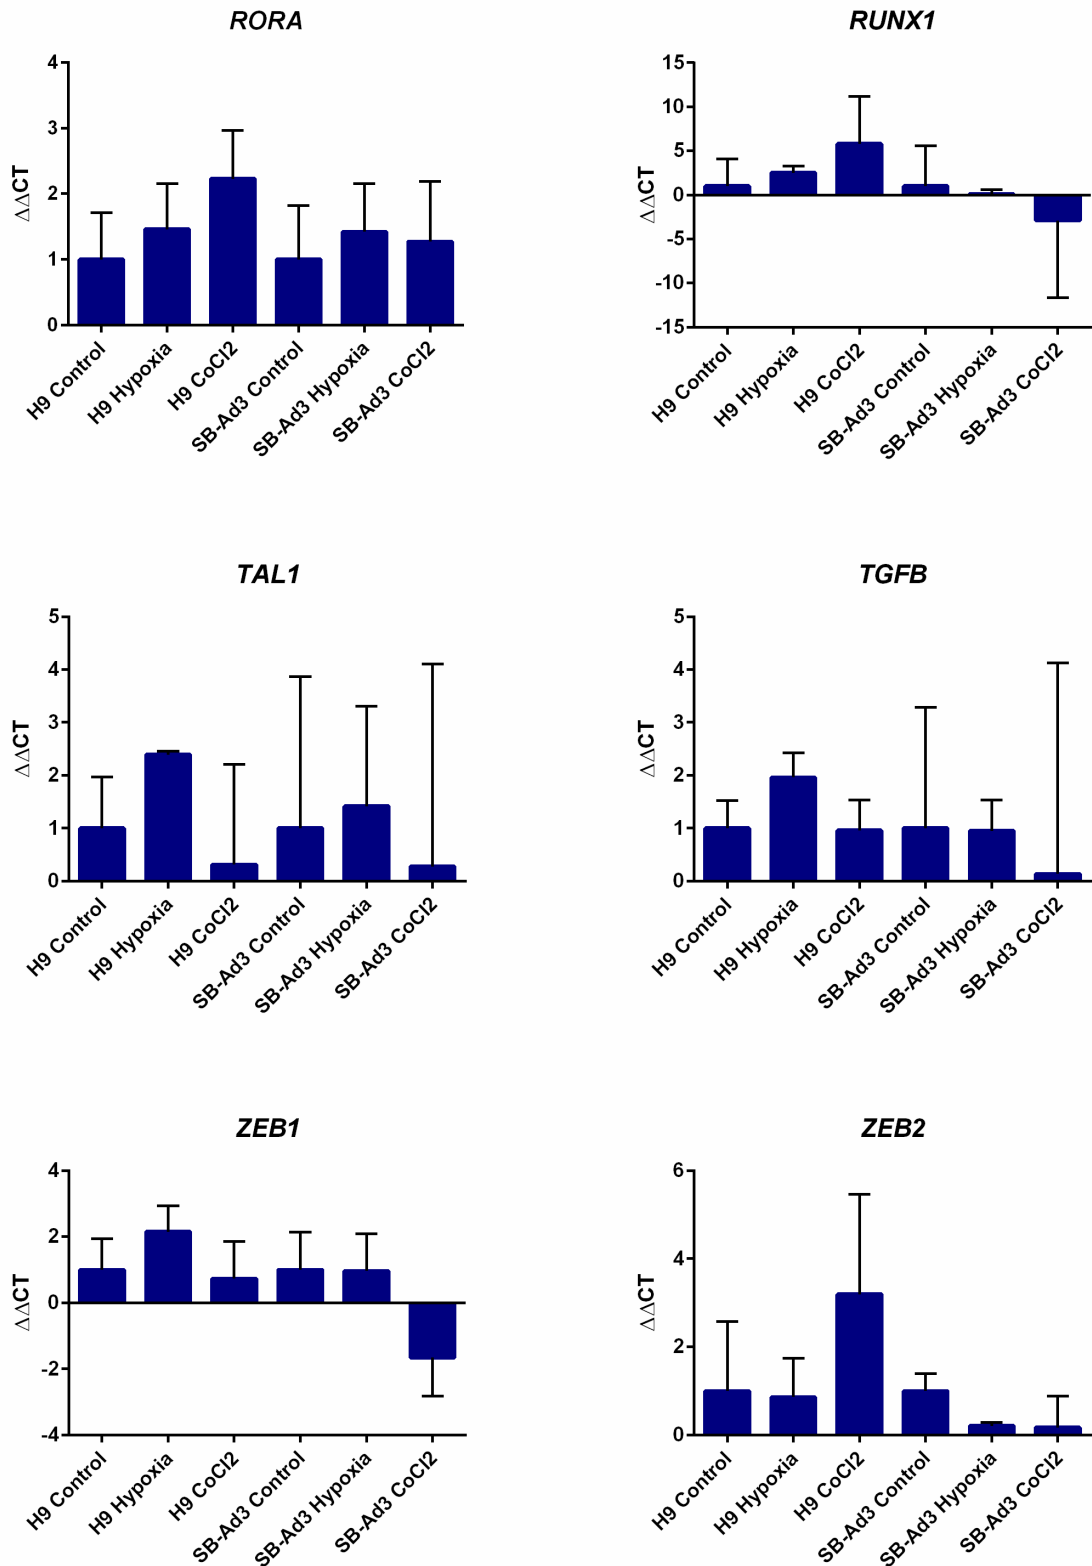 RORA
4
3
2
1
0
ΔΔCT
H9 Control
H9 Hypoxia
H9 CoCl2
SB-Ad3 Control
SB-Ad3 Hypoxia
SB-Ad3 CoCl2
RUNX1
15
10
5
0
-5
-10
-15
ΔΔCT
H9 Control
H9 Hypoxia
H9 CoCl2
SB-Ad3 Control
SB-Ad3 Hypoxia
SB-Ad3 CoCl2
TAL1
5
4
3
2
1
0
ΔΔCT
H9 Control
H9 Hypoxia
H9 CoCl2
SB-Ad3 Control
SB-Ad3 Hypoxia
SB-Ad3 CoCl2
TGFB
5
4
3
2
1
0
ΔΔCT
H9 Control
H9 Hypoxia
H9 CoCl2
SB-Ad3 Control
SB-Ad3 Hypoxia
SB-Ad3 CoCl2
ZEB1
4
2
0
-2
-4
ΔΔCT
H9 Control
H9 Hypoxia
H9 CoCl2
SB-Ad3 Control
SB-Ad3 Hypoxia
SB-Ad3 CoCl2
ZEB2
6
4
2
0
ΔΔCT
H9 Control
H9 Hypoxia
H9 CoCl2
SB-Ad3 Control
SB-Ad3 Hypoxia
SB-Ad3 CoCl2